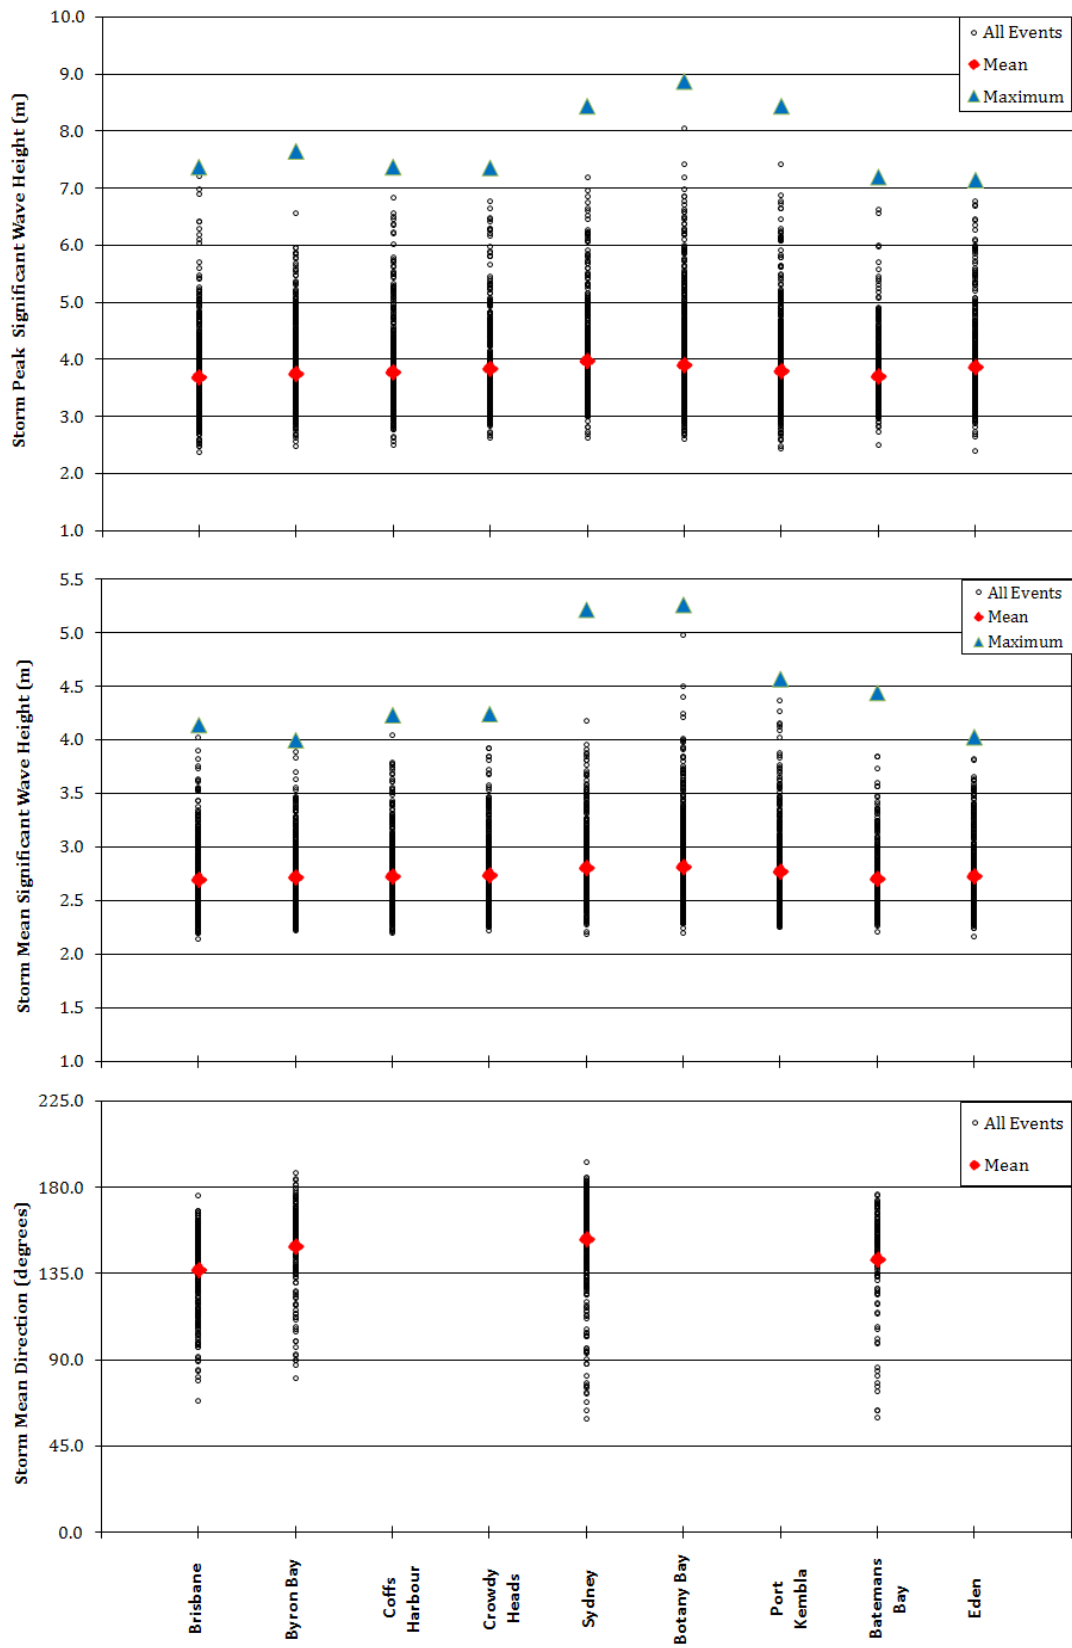 Storm Peak Significant Wave Height (m)
10.0
9.0
8.0
7.0
6.0
5.0
4.0
3.0
2.0
1.0
All Events
Mean
Maximum
Storm Mean Significant Wave Height (m)
5.5
5.0
4.5
4.0
3.5
3.0
2.5
2.0
1.5
1.0
All Events
Mean
Maximum
Storm Mean Direction (degrees)
225.0
180.0
135.0
90.0
45.0
0.0
All Events
Mean
Brisbane
Byron Bay
Coffs
Harbour
Crowdy
Heads
Sydney
Botany Bay
Port
Kembla
Batemans
Bay
Eden